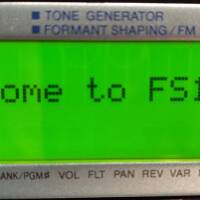 TONE GENERATOR
FORMANT SHAPING/FM
ome to FS1
ANK/PGM# VOL FLT PAN REV VAR